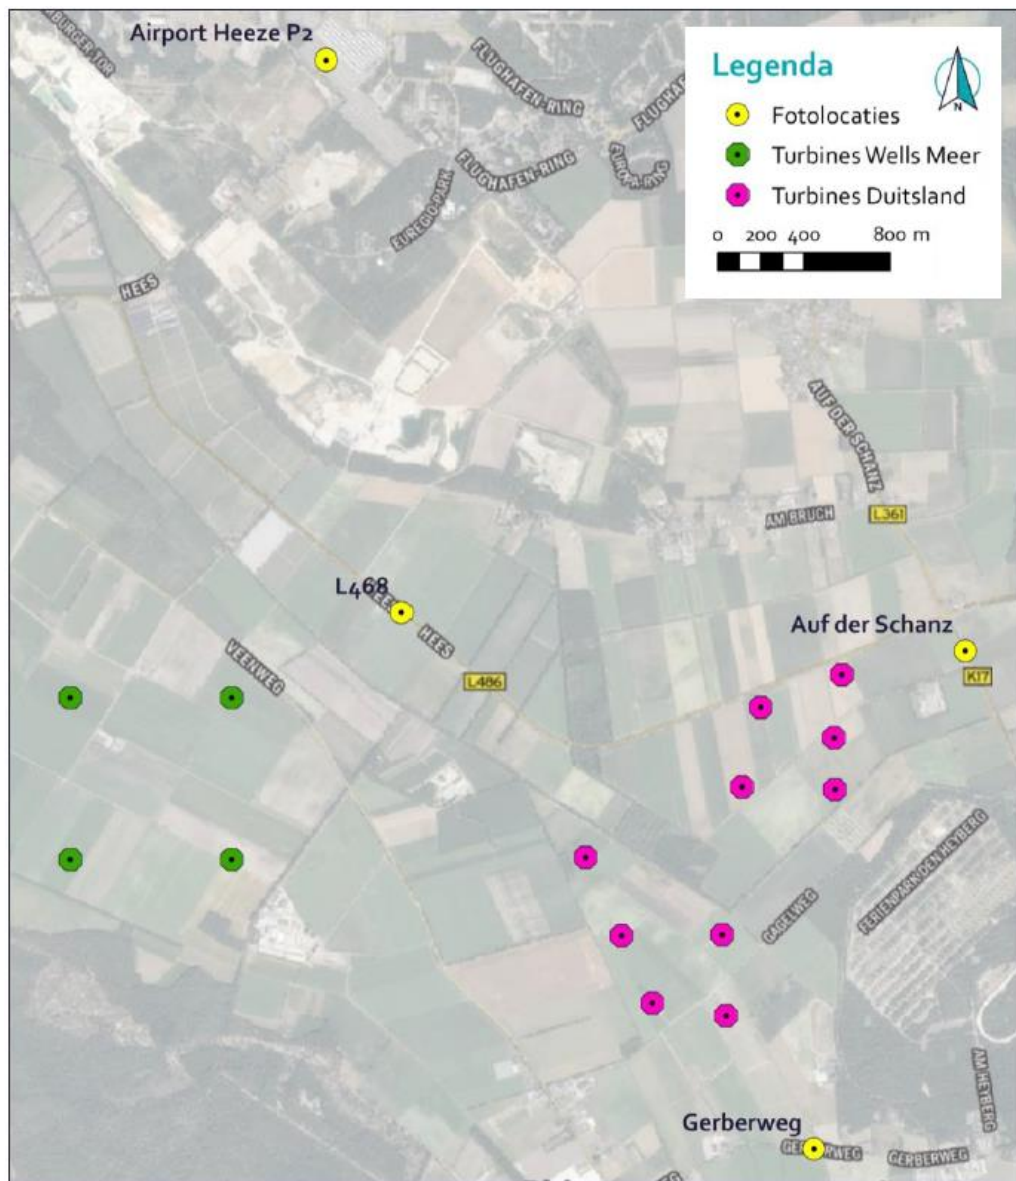 Airport Heeze P2
FLUGHAFEN-RING
FLUGHAFEN-RING
EUROPA-RING
EUREGIO-PARK
HEES
Legenda
N
Fotolocaties
Turbines Wells Meer
Turbines Duitsland
0 200 400 800 m
AUF DER SCHANZ
AM BRUCH
L361
L468
HEES
VEENWEG
L486
Auf der Schanz
K17
FERIENPARK DEN HEYBERG
GAGELWEG
AM HEYBERG
Gerberweg
GERBERWEG